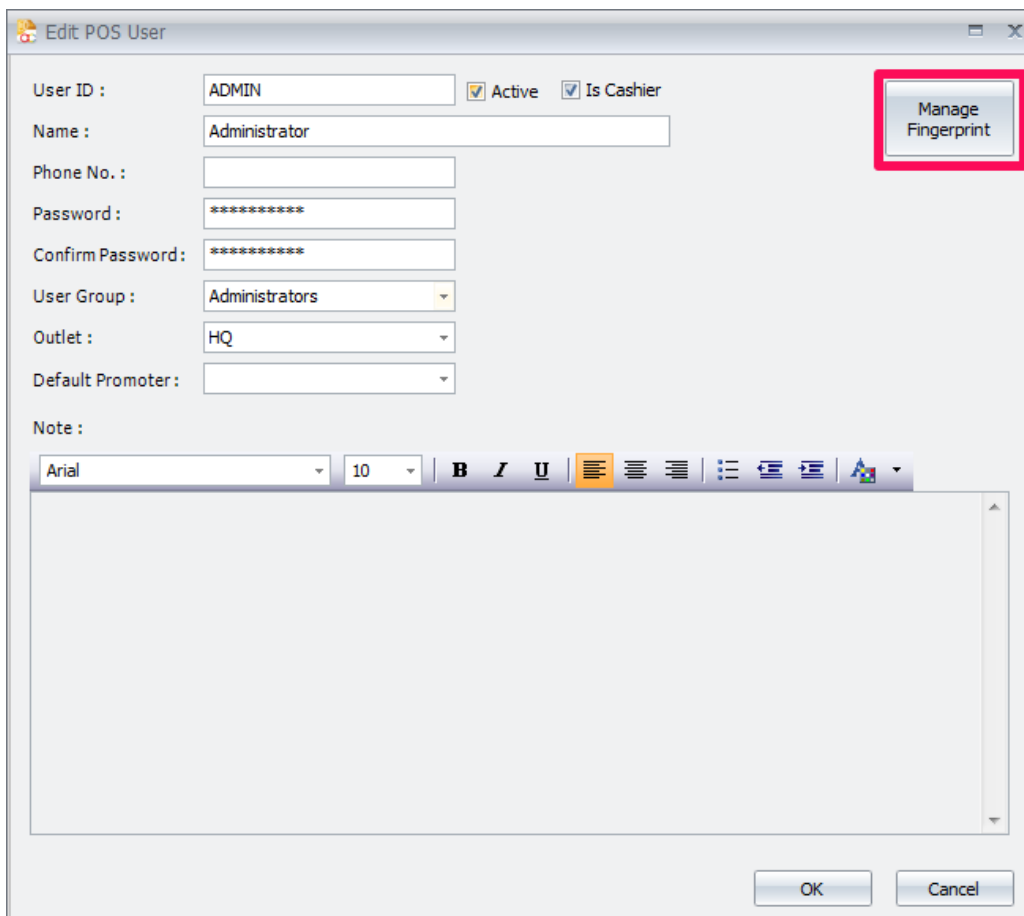 Edit POS User
User ID : ADMIN Active Is Cashier
Manage
Fingerprint
Name : Administrator
Phone No. :
Password : **********
Confirm Password : **********
User Group : Administrators
Outlet : HQ
Default Promoter :
Note :
Arial 10 B I U
OK Cancel